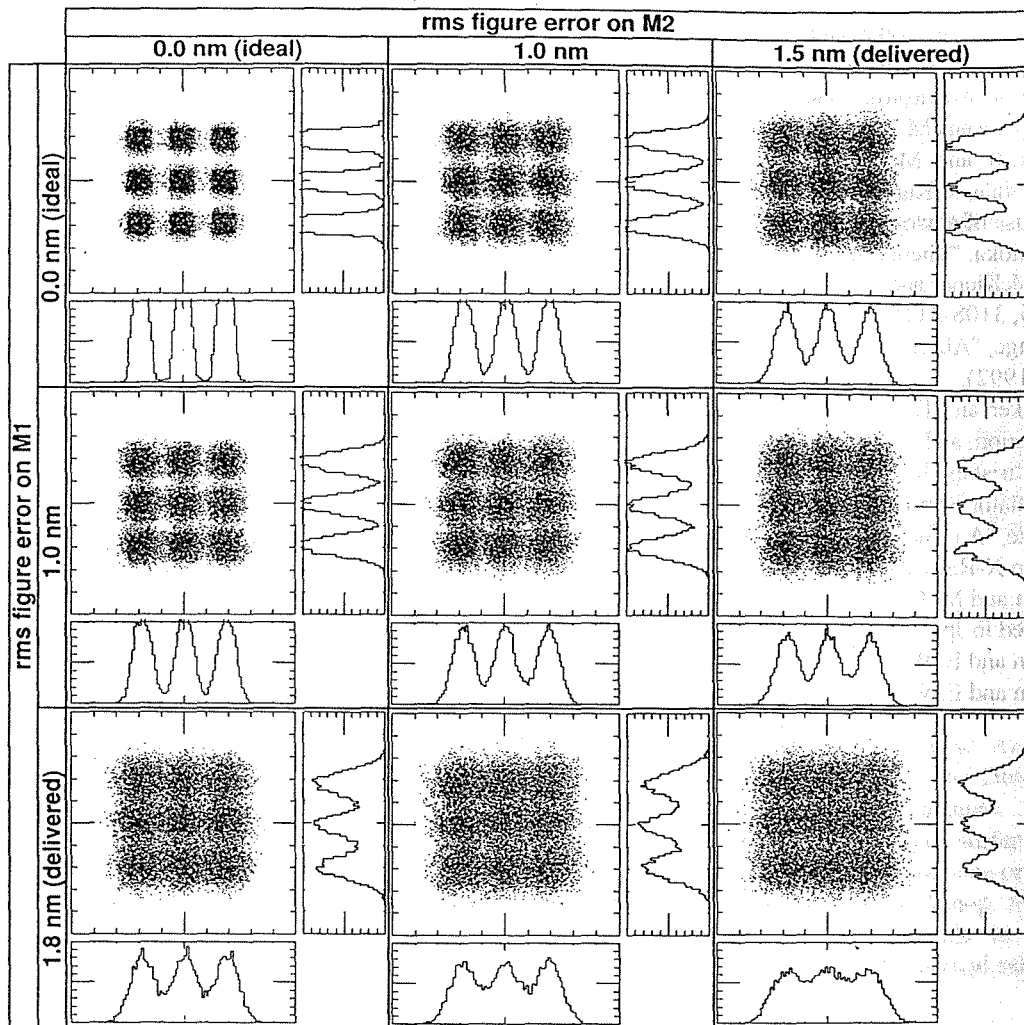 rms figure error on M2
0.0 nm (ideal)
1.0 nm
1.5 nm (delivered)
rms figure error on M1
0.0 nm (ideal)
1.0 nm
1.8 nm (delivered)